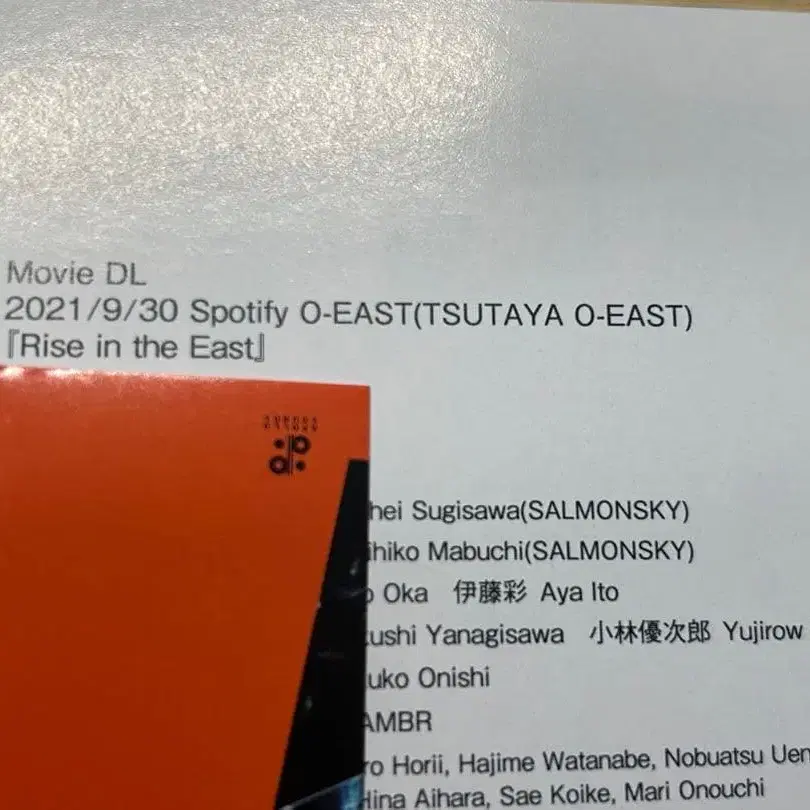 Movie DL
2021/9/30 Spotify O-EAST(TSUTAYA O-EAST)
『Rise in the East』
hei Sugisawa(SALMONSKY)
ihiko Mabuchi(SALMONSKY)
Oka 伊藤彩 Aya Ito
ushi Yanagisawa 小林優次郎 Yujirow
uko Onishi
AMBR
ro Horii, Hajime Watanabe, Nobuatsu Uen
Hina Aihara, Sae Koike, Mari Onouchi